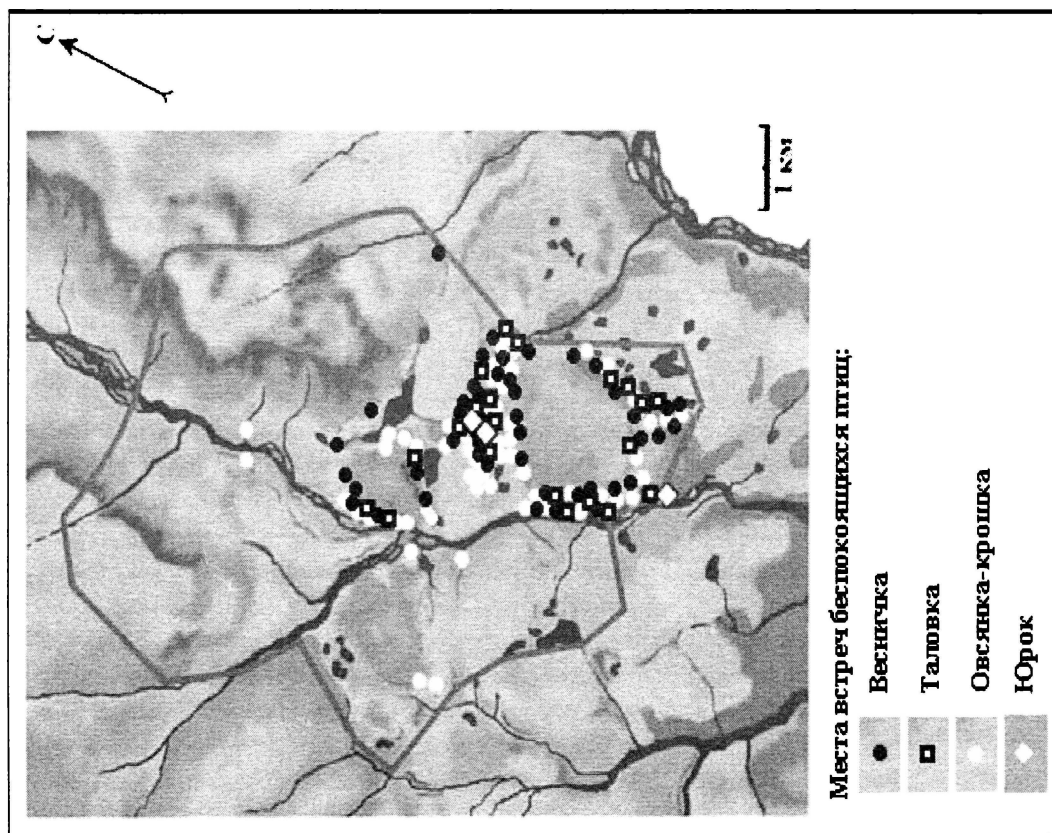 С
1 км
Места встреч беспокоящихся птиц:
Весничка
Таловка
Овсянка-крошка
Юрок